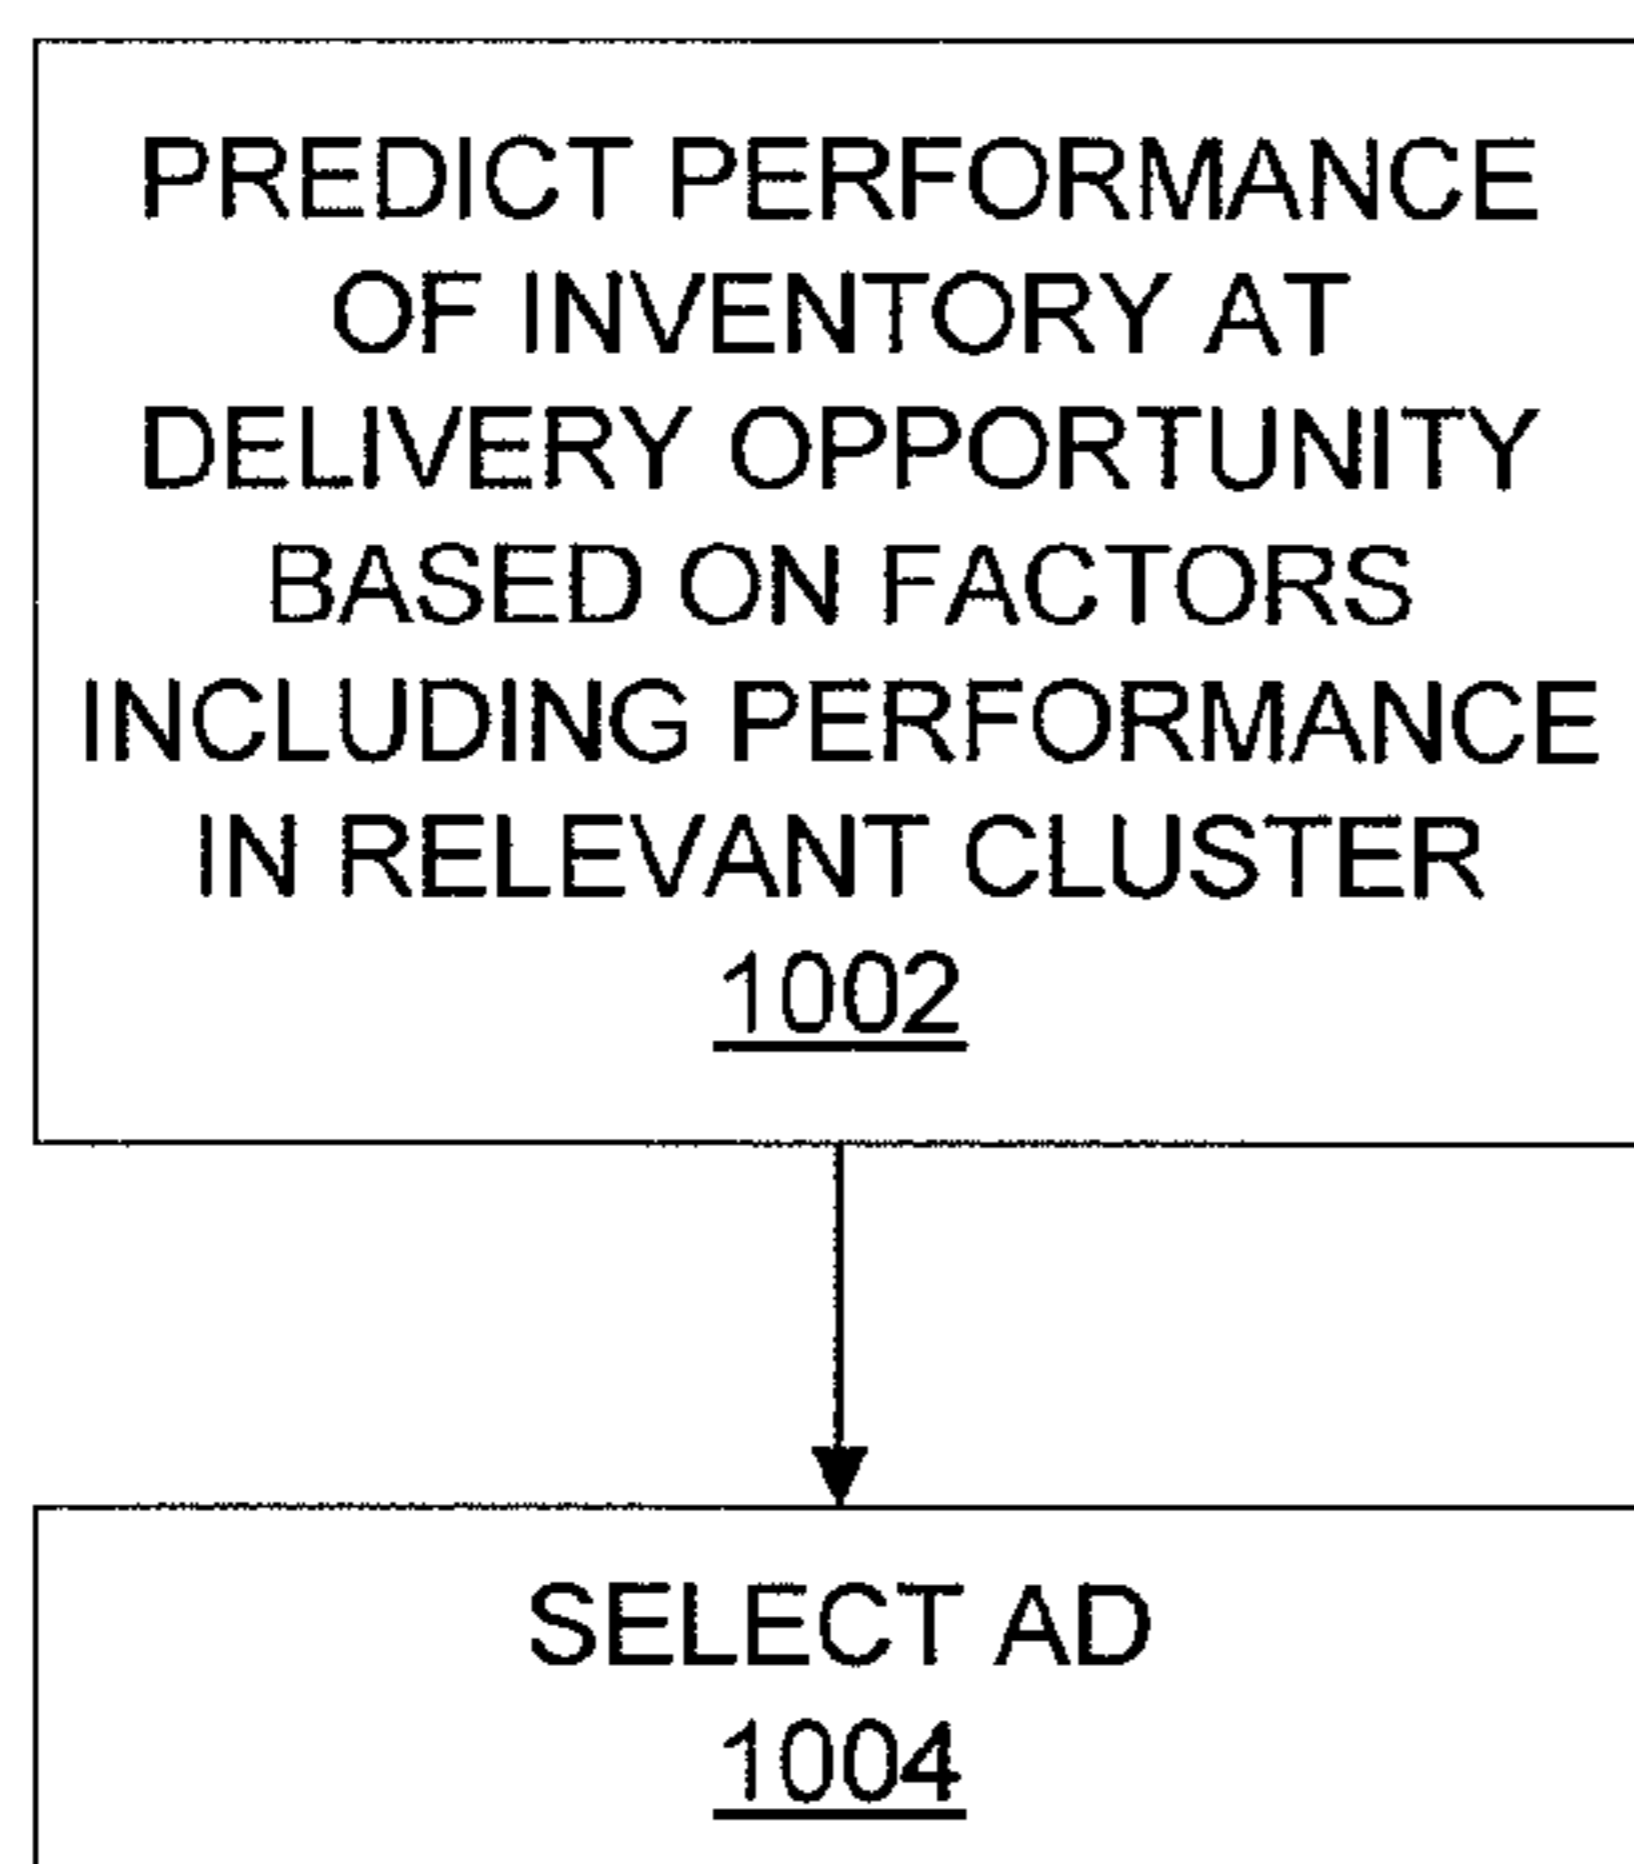 PREDICT PERFORMANCE
OF INVENTORY AT
DELIVERY OPPORTUNITY
BASED ON FACTORS
INCLUDING PERFORMANCE
IN RELEVANT CLUSTER
1002
SELECT AD
1004